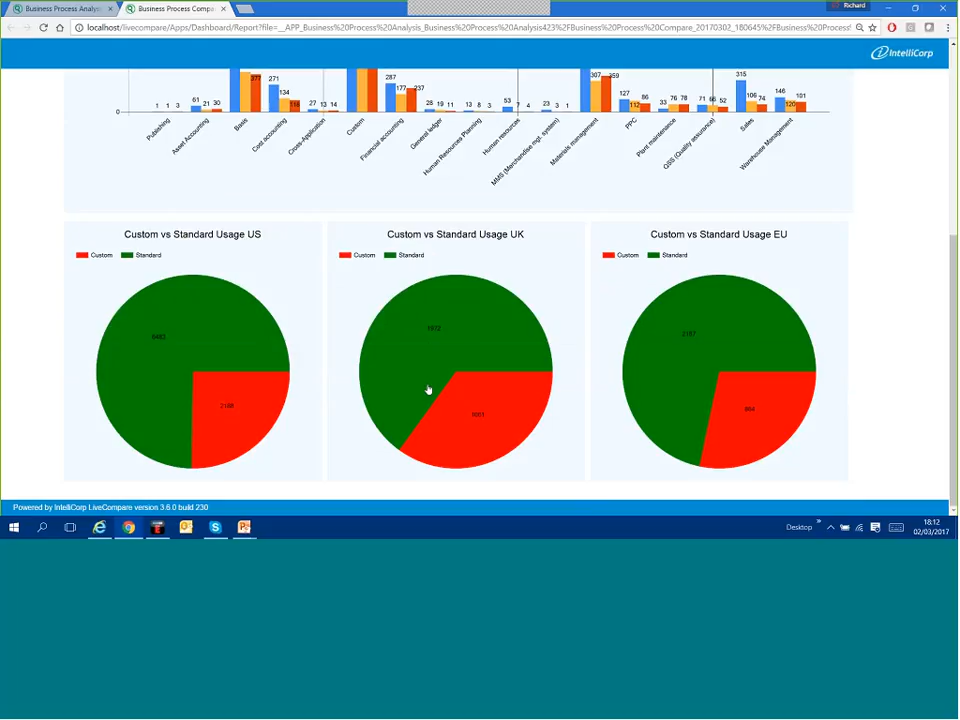 Business Process Analysi × Business Process Compa × Richard
localhost/livecompare/Apps/Dashboard/Report?file=__APP_Business%20Process%20Analysis_Business%20Process%20Analysis423%2FBusiness%20Process%20Compare_20170302_180645%2FBusiness%20Process%
IntelliCorp
0
1 1 3 61 21 30 377 271 134 118 27 13 14 287 177 237 28 19 11 13 8 3 53 7 4 23 3 1 307 359 127 112 86 33 76 78 71 66 52 315 106 74 146 120 101
Publishing
Asset Accounting
Basis
Cost accounting
Cross-Application
Custom
Financial accounting
General ledger
Human Resources Planning
Human resources
MMS (Merchandise mgt. system)
Materials management
PPC
Plant maintenance
QSS (Quality assurance)
Sales
Warehouse Management
Custom vs Standard Usage US
Custom Standard
Custom vs Standard Usage UK
Custom Standard
Custom vs Standard Usage EU
Custom Standard
Powered by IntelliCorp LiveCompare version 3.6.0 build 230
Desktop
18:12
02/03/2017